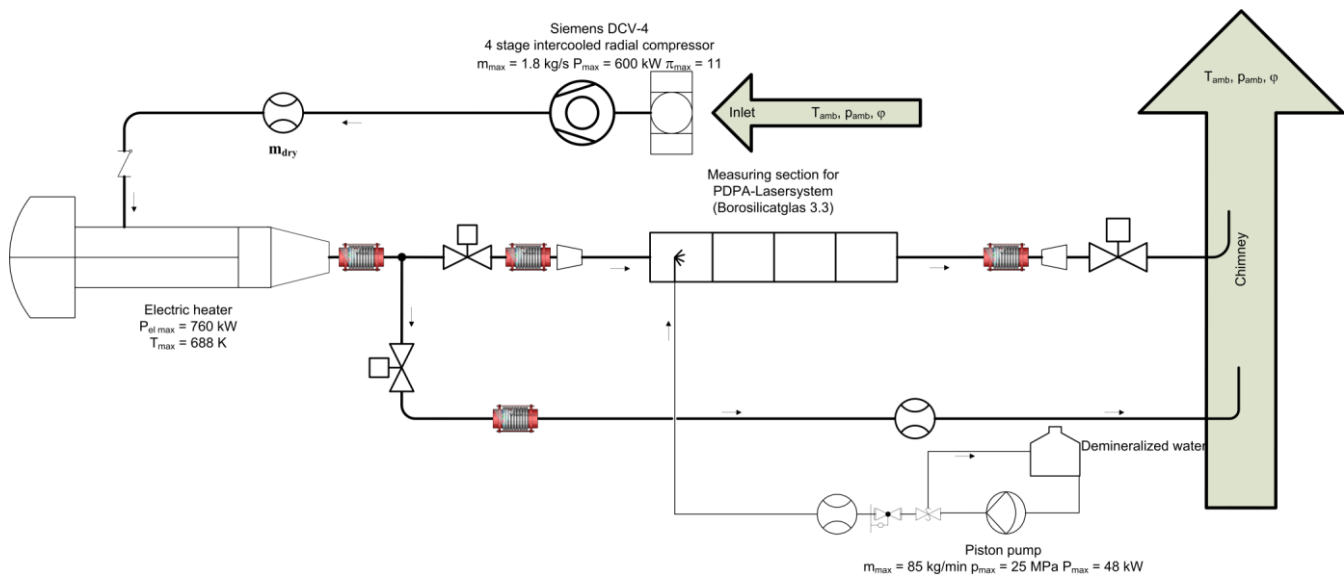 Siemens DCV-4
4 stage intercooled radial compressor
mmax = 1.8 kg/s Pmax = 600 kW πmax = 11
Inlet
Tamb, pamb, φ
Tamb, pamb, φ
mdry
Measuring section for
PDPA-Lasersystem
(Borosilicatglas 3.3)
Chimney
Electric heater
Pel max = 760 kW
Tmax = 688 K
Demineralized water
Piston pump
mmax = 85 kg/min pmax = 25 MPa Pmax = 48 kW